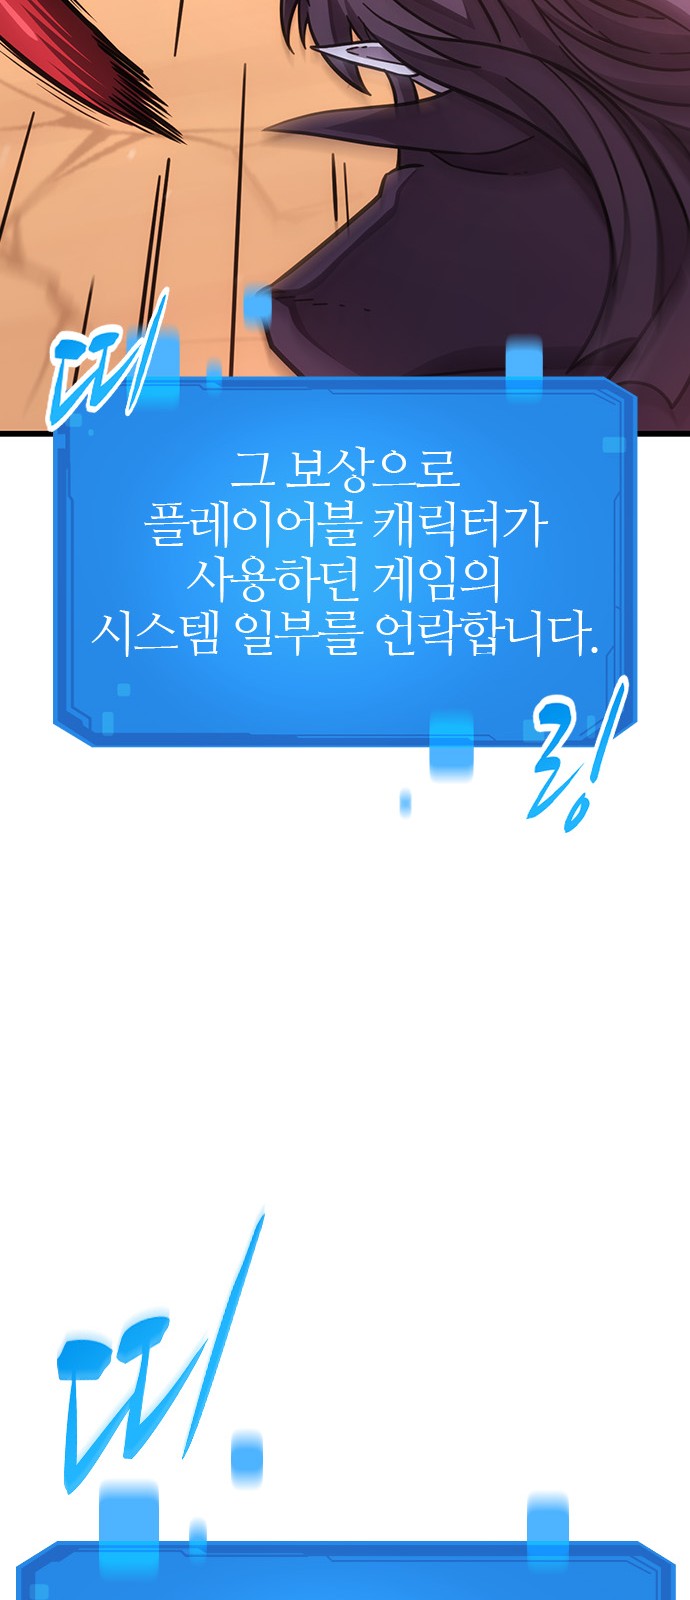 띠
그 보상으로
플레이어블 캐릭터가
사용하던 게임의
시스템 일부를 언락합니다.
링
띠